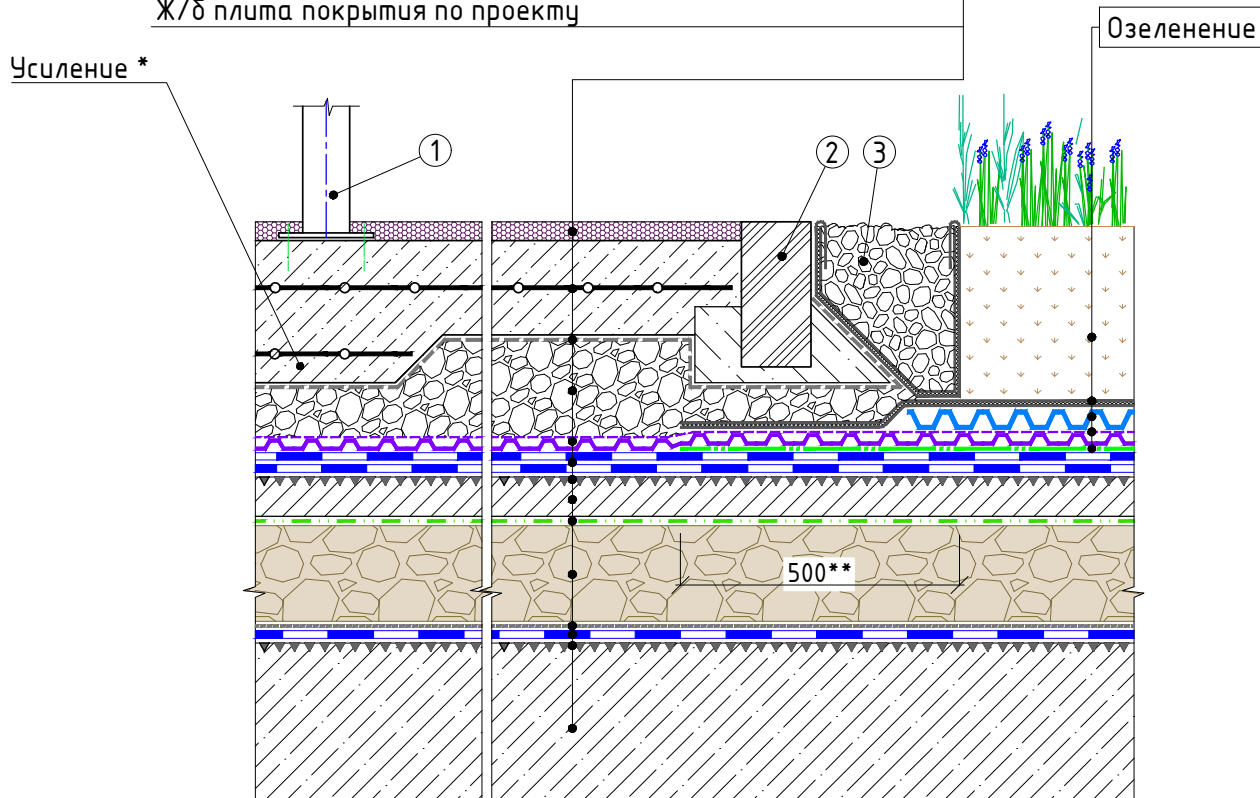 Ж/б плита покрытия по проекту
Озеленение
Усиление *
1
2
3
500**